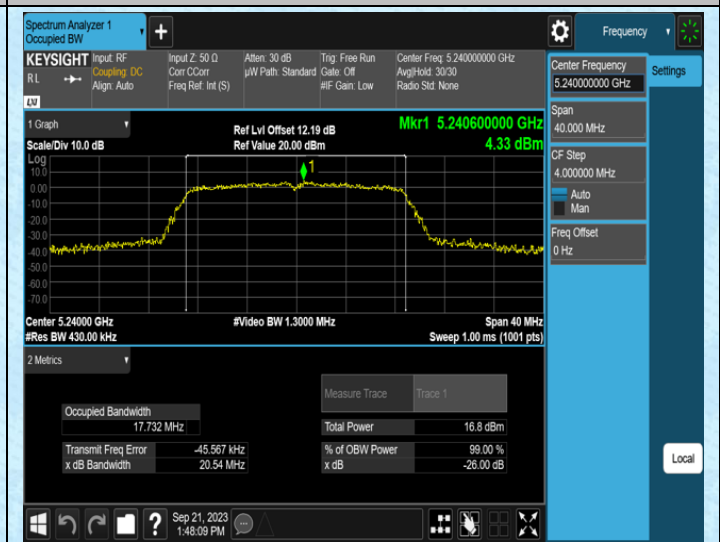 Spectrum Analyzer 1
Occupied BW
+
Frequency
KEYSIGHT
RL
Input: RF
Coupling: DC
Align: Auto
Input Z: 50 Ω
Corr CCorr
Freq Ref: Int (S)
Atten: 30 dB
µW Path: Standard
Trig: Free Run
Gate: Off
#IF Gain: Low
Center Freq: 5.240000000 GHz
Avg|Hold: 30/30
Radio Std: None
LXI
Center Frequency
5.240000000 GHz
Settings
Span
40.000 MHz
CF Step
4.000000 MHz
Auto
Man
Freq Offset
0 Hz
1 Graph
Scale/Div 10.0 dB
Ref Lvl Offset 12.19 dB
Ref Value 20.00 dBm
Mkr1 5.240600000 GHz
4.33 dBm
Log
10.0
0.00
-10.0
-20.0
-30.0
-40.0
-50.0
-60.0
-70.0
1
Center 5.24000 GHz
#Res BW 430.00 kHz
#Video BW 1.3000 MHz
Span 40 MHz
Sweep 1.00 ms (1001 pts)
2 Metrics
Measure Trace
Trace 1
Occupied Bandwidth
17.732 MHz
Total Power
16.8 dBm
Transmit Freq Error
-45.567 kHz
% of OBW Power
99.00 %
x dB Bandwidth
20.54 MHz
x dB
-26.00 dB
Local
?
Sep 21, 2023
1:48:09 PM